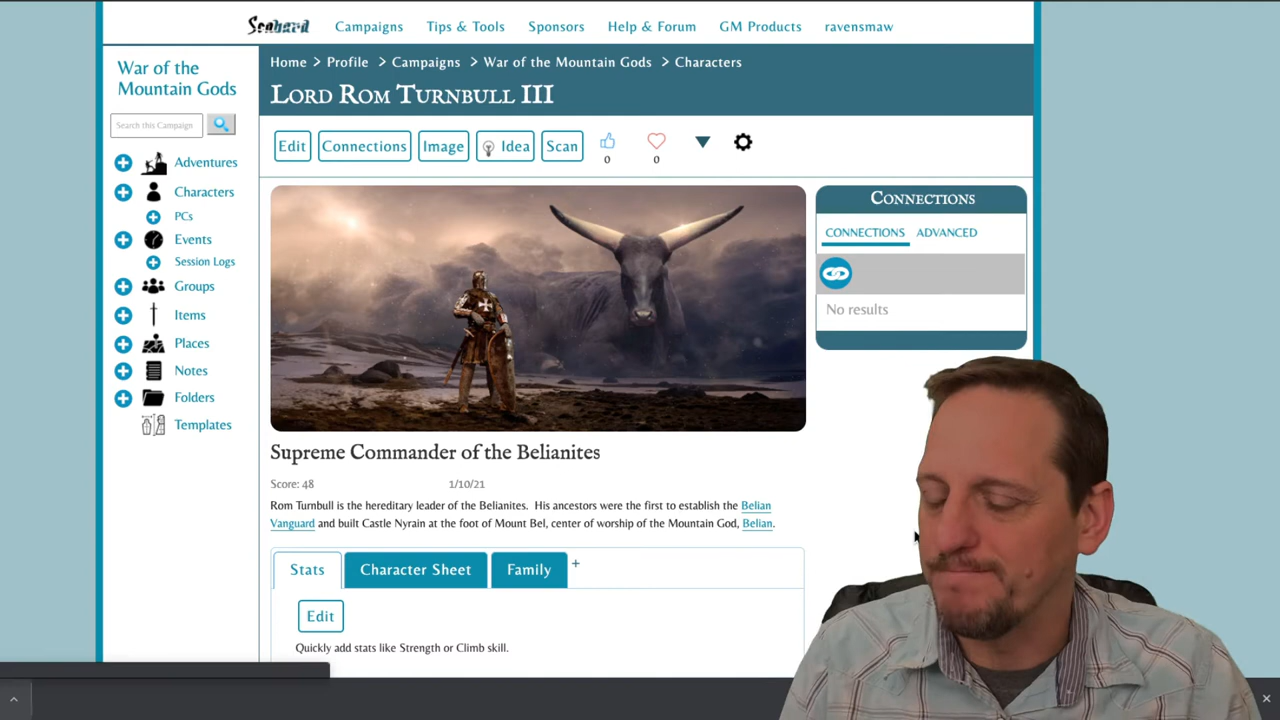 Seabard Campaigns Tips & Tools Sponsors Help & Forum GM Products ravensmaw
War of the
Mountain Gods
Search this Campaign
Adventures
Characters
PCs
Events
Session Logs
Groups
Items
Places
Notes
Folders
Templates
Home > Profile > Campaigns > War of the Mountain Gods > Characters
Lord Rom Turnbull III
Edit Connections Image Idea Scan
0 0
Supreme Commander of the Belianites
Score: 48 1/10/21
Rom Turnbull is the hereditary leader of the Belianites. His ancestors were the first to establish the Belian
Vanguard and built Castle Nyrain at the foot of Mount Bel, center of worship of the Mountain God, Belian.
Stats Character Sheet Family +
Edit
Quickly add stats like Strength or Climb skill.
Connections
CONNECTIONS ADVANCED
No results